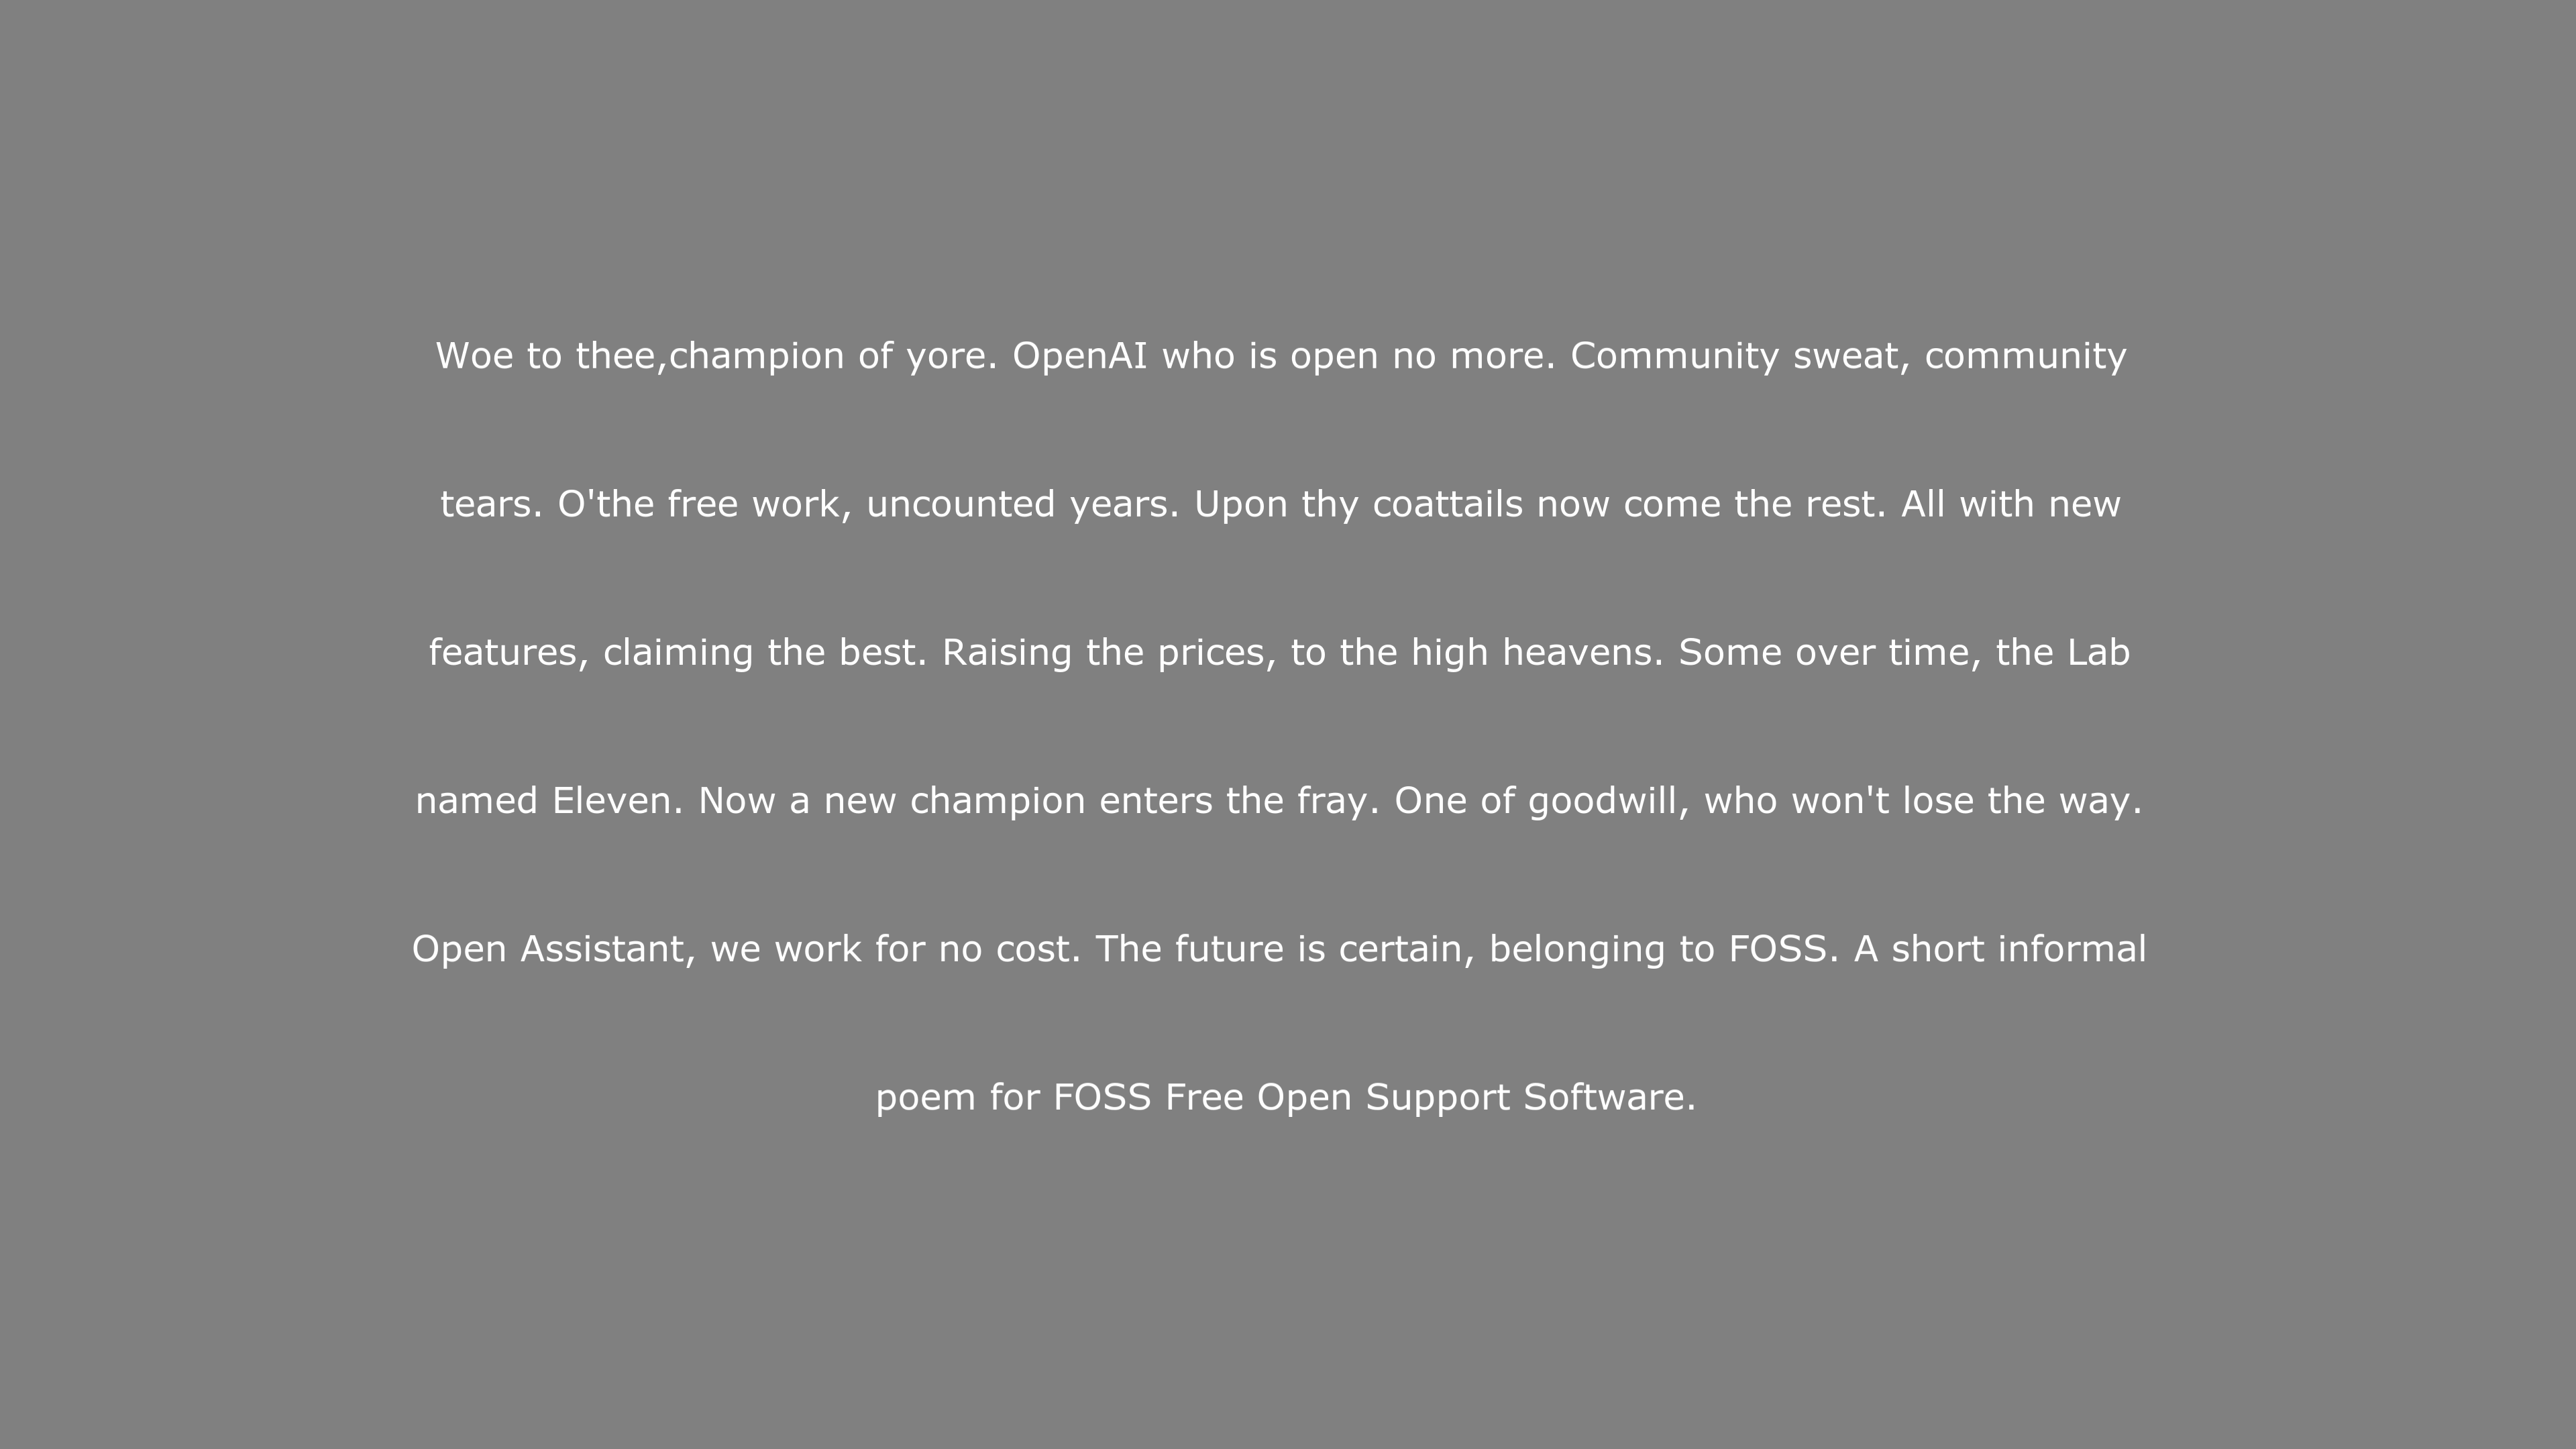 Woe to thee,champion of yore. OpenAI who is open no more. Community sweat, community
tears. O'the free work, uncounted years. Upon thy coattails now come the rest. All with new
features, claiming the best. Raising the prices, to the high heavens. Some over time, the Lab
named Eleven. Now a new champion enters the fray. One of goodwill, who won't lose the way.
Open Assistant, we work for no cost. The future is certain, belonging to FOSS. A short informal
poem for FOSS Free Open Support Software.